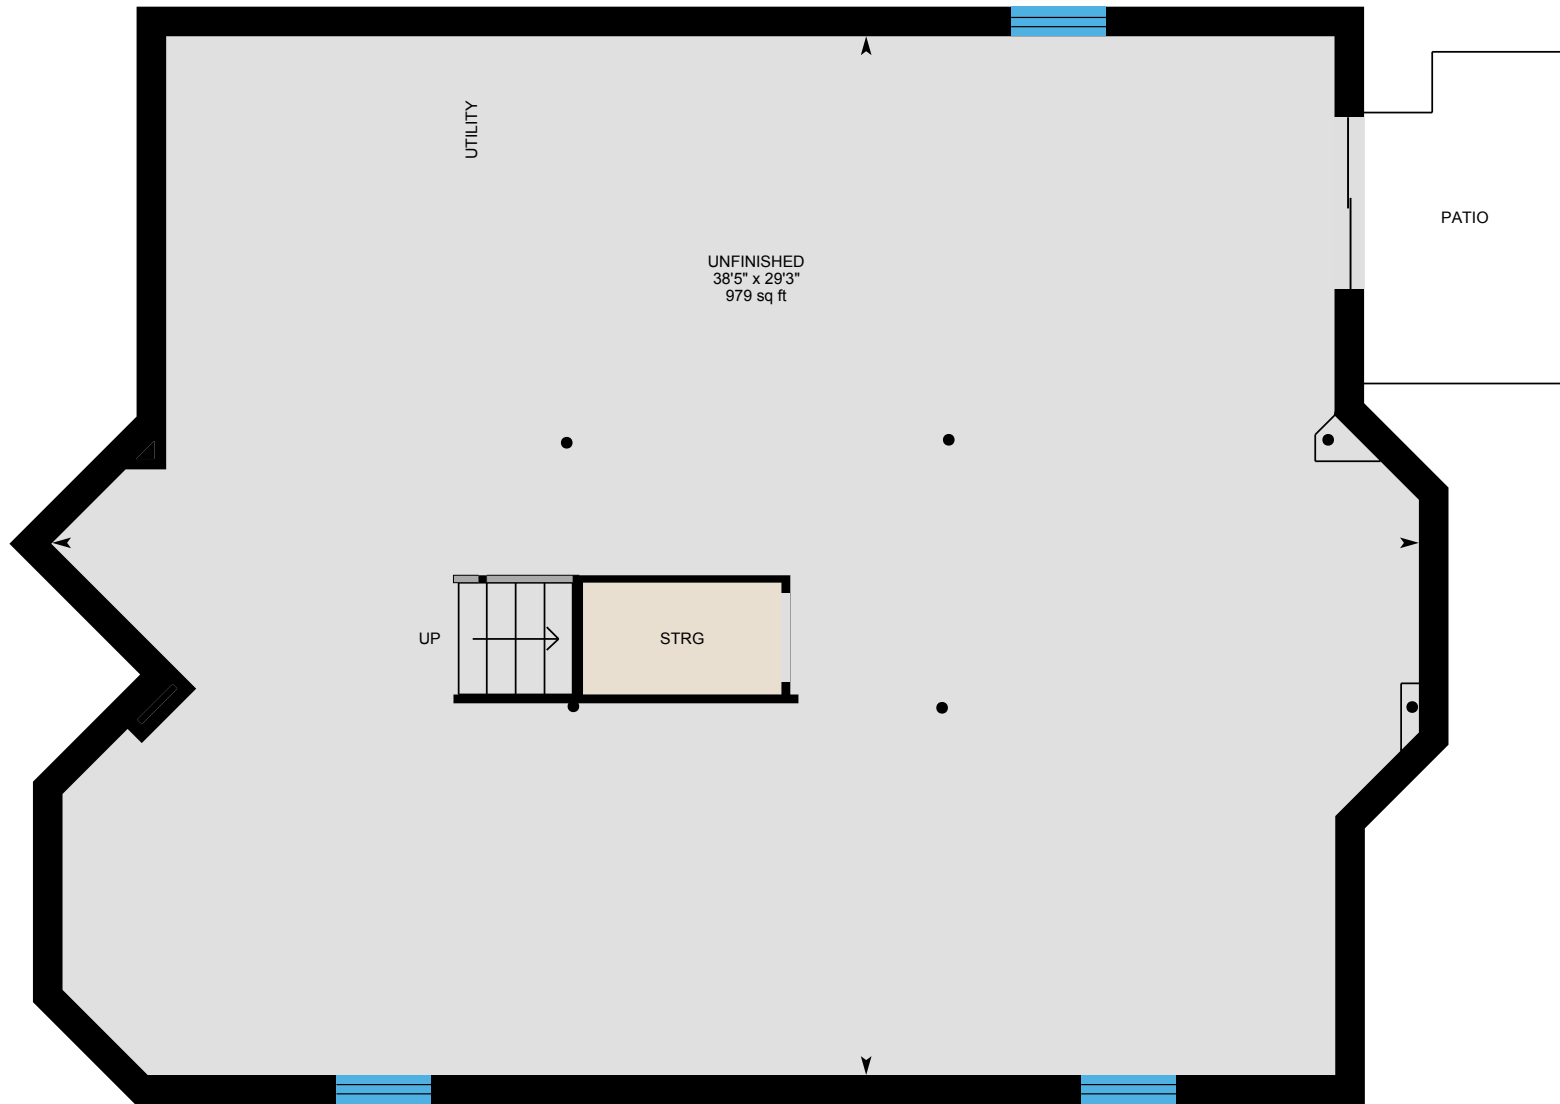 UTILITY
PATIO
UNFINISHED
38'5" x 29'3"
979 sq ft
UP
STRG